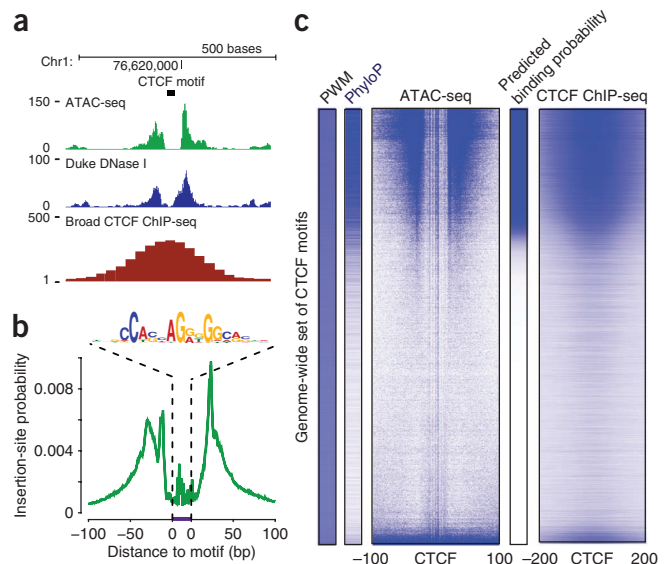 a
500 bases
Chr1:
76,620,000
CTCF motif
150
ATAC-seq
0
100
Duke DNase I
0
500
Broad CTCF ChIP-seq
1
b
CCACNAGNGGCAC
Insertion-site probability
0.008
0.004
0
−100 −50 0 0 50 100
Distance to motif (bp)
c
PWM
PhyloP
ATAC-seq
Predicted
binding probability
CTCF ChIP-seq
Genome-wide set of CTCF motifs
−100 CTCF 100
−200 CTCF 200